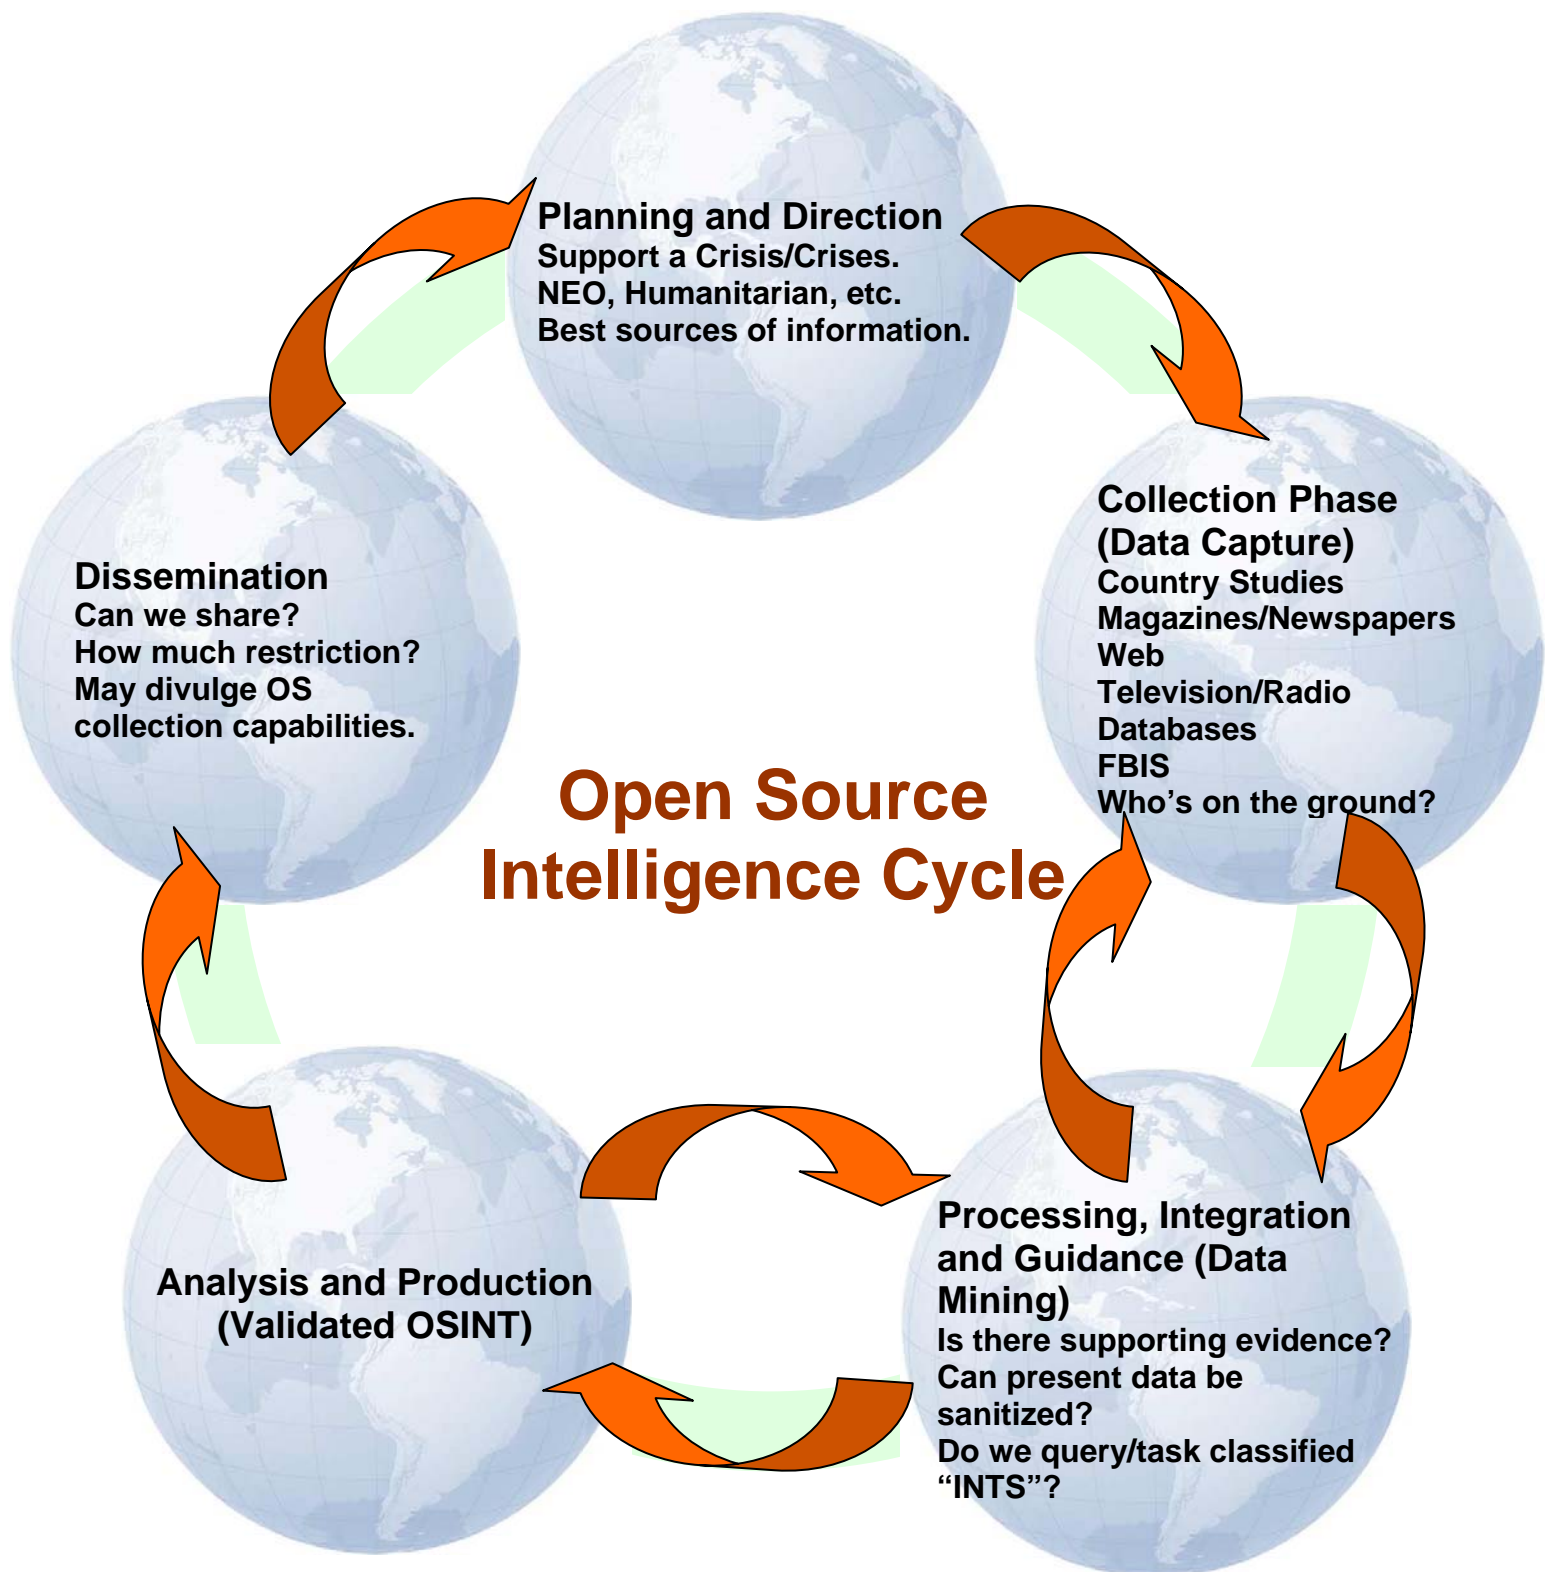 Planning and Direction
Support a Crisis/Crises.
NEO, Humanitarian, etc.
Best sources of information.
Collection Phase
(Data Capture)
Country Studies
Magazines/Newspapers
Web
Television/Radio
Databases
FBIS
Who’s on the ground?
Dissemination
Can we share?
How much restriction?
May divulge OS
collection capabilities.
Open Source
Intelligence Cycle
Processing, Integration
and Guidance (Data
Mining)
Is there supporting evidence?
Can present data be
sanitized?
Do we query/task classified
“INTS”?
Analysis and Production
(Validated OSINT)